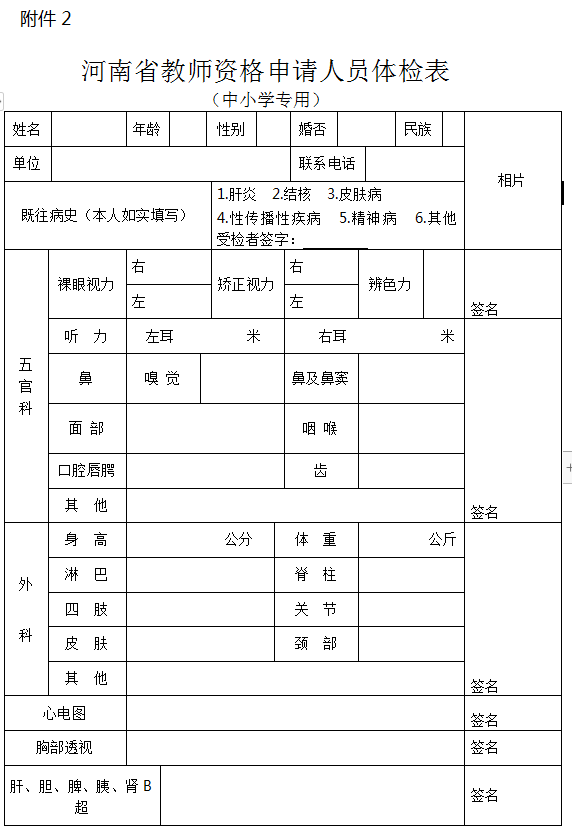 附件2
河南省教师资格申请人员体检表
（中小学专用）
姓名 年龄 性别 婚否 民族
单位 联系电话
相片
既往病史（本人如实填写）
1.肝炎 2.结核 3.皮肤病
4.性传播性疾病 5.精神病 6.其他
受检者签字：
五官科
裸眼视力 右 左
矫正视力 右 左
辨色力
签名
听 力 左耳 米 右耳 米
鼻 嗅 觉 鼻及鼻窦
面 部 咽 喉
口腔唇腭 齿
其 他
签名
外科
身 高 公分 体 重 公斤
淋 巴 脊 柱
四 肢 关 节
皮 肤 颈 部
其 他
签名
心电图 签名
胸部透视 签名
肝、胆、脾、胰、肾B
超
签名